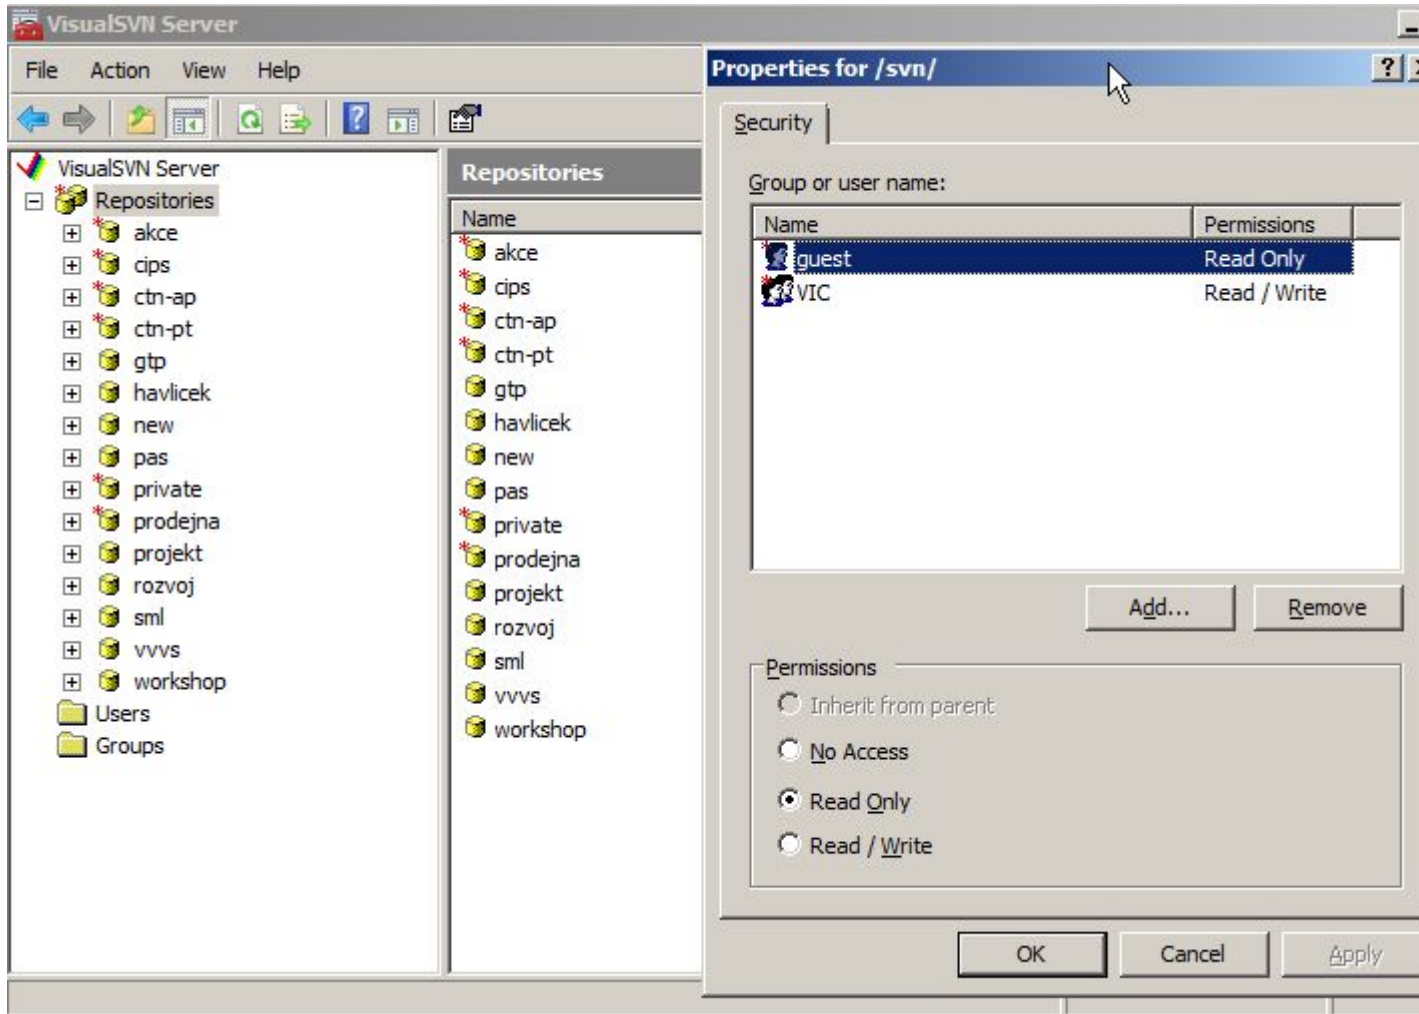 VisualSVN Server
File Action View Help
VisualSVN Server
Repositories
akce
cips
ctn-ap
ctn-pt
gtp
havlicek
new
pas
private
prodejna
projekt
rozvoj
sml
vvvs
workshop
Users
Groups
Repositories
Name
akce
cips
ctn-ap
ctn-pt
gtp
havlicek
new
pas
private
prodejna
projekt
rozvoj
sml
vvvs
workshop
Properties for /svn/
Security
Group or user name:
Name Permissions
guest Read Only
VIC Read / Write
Add... Remove
Permissions
Inherit from parent
No Access
Read Only
Read / Write
OK Cancel Apply